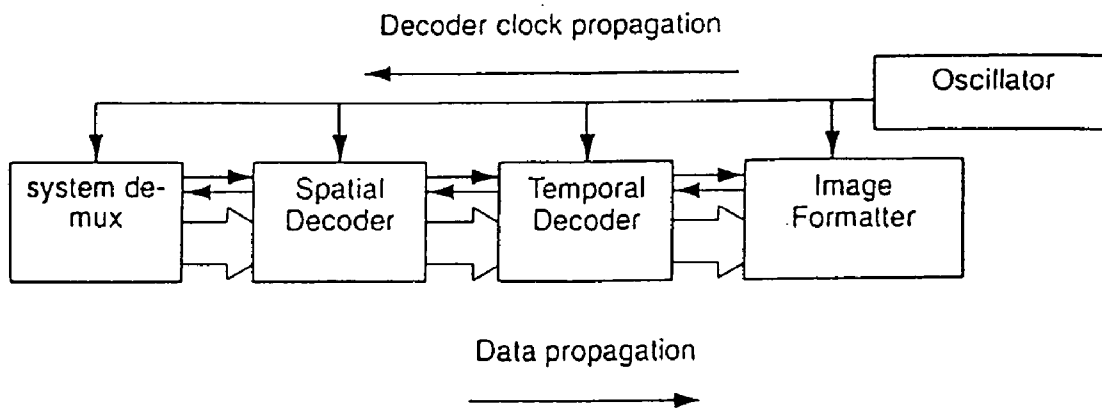 Decoder clock propagation
Oscillator
system de-
mux
Spatial
Decoder
Temporal
Decoder
Image
Formatter
Data propagation